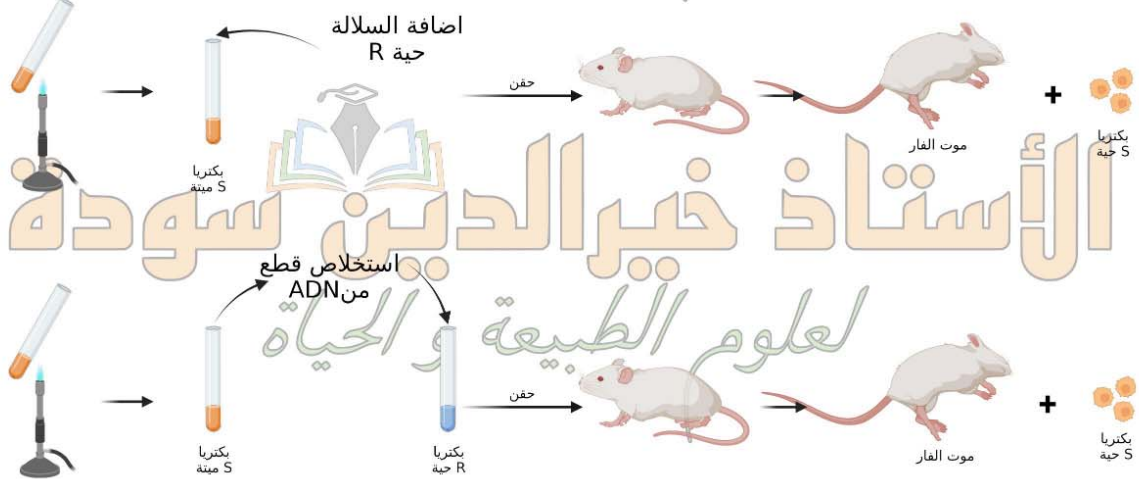 اضافة السلالة
حية R
حقن
بكتريا
ميتة S
موت الفار
بكتريا
حية S
الأستاذ خيرالدين سودة
لعلوم الطبيعة و الحياة
استخلاص قطع
منADN
حقن
بكتريا
ميتة S
بكتريا
حية R
موت الفار
بكتريا
حية S